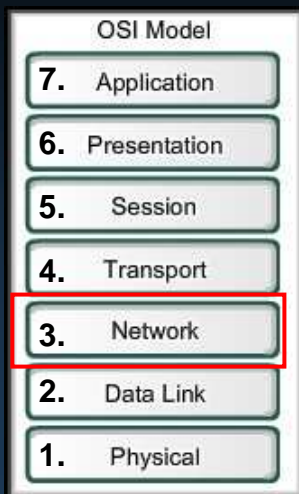 OSI Model
7. Application
6. Presentation
5. Session
4. Transport
3. Network
2. Data Link
1. Physical